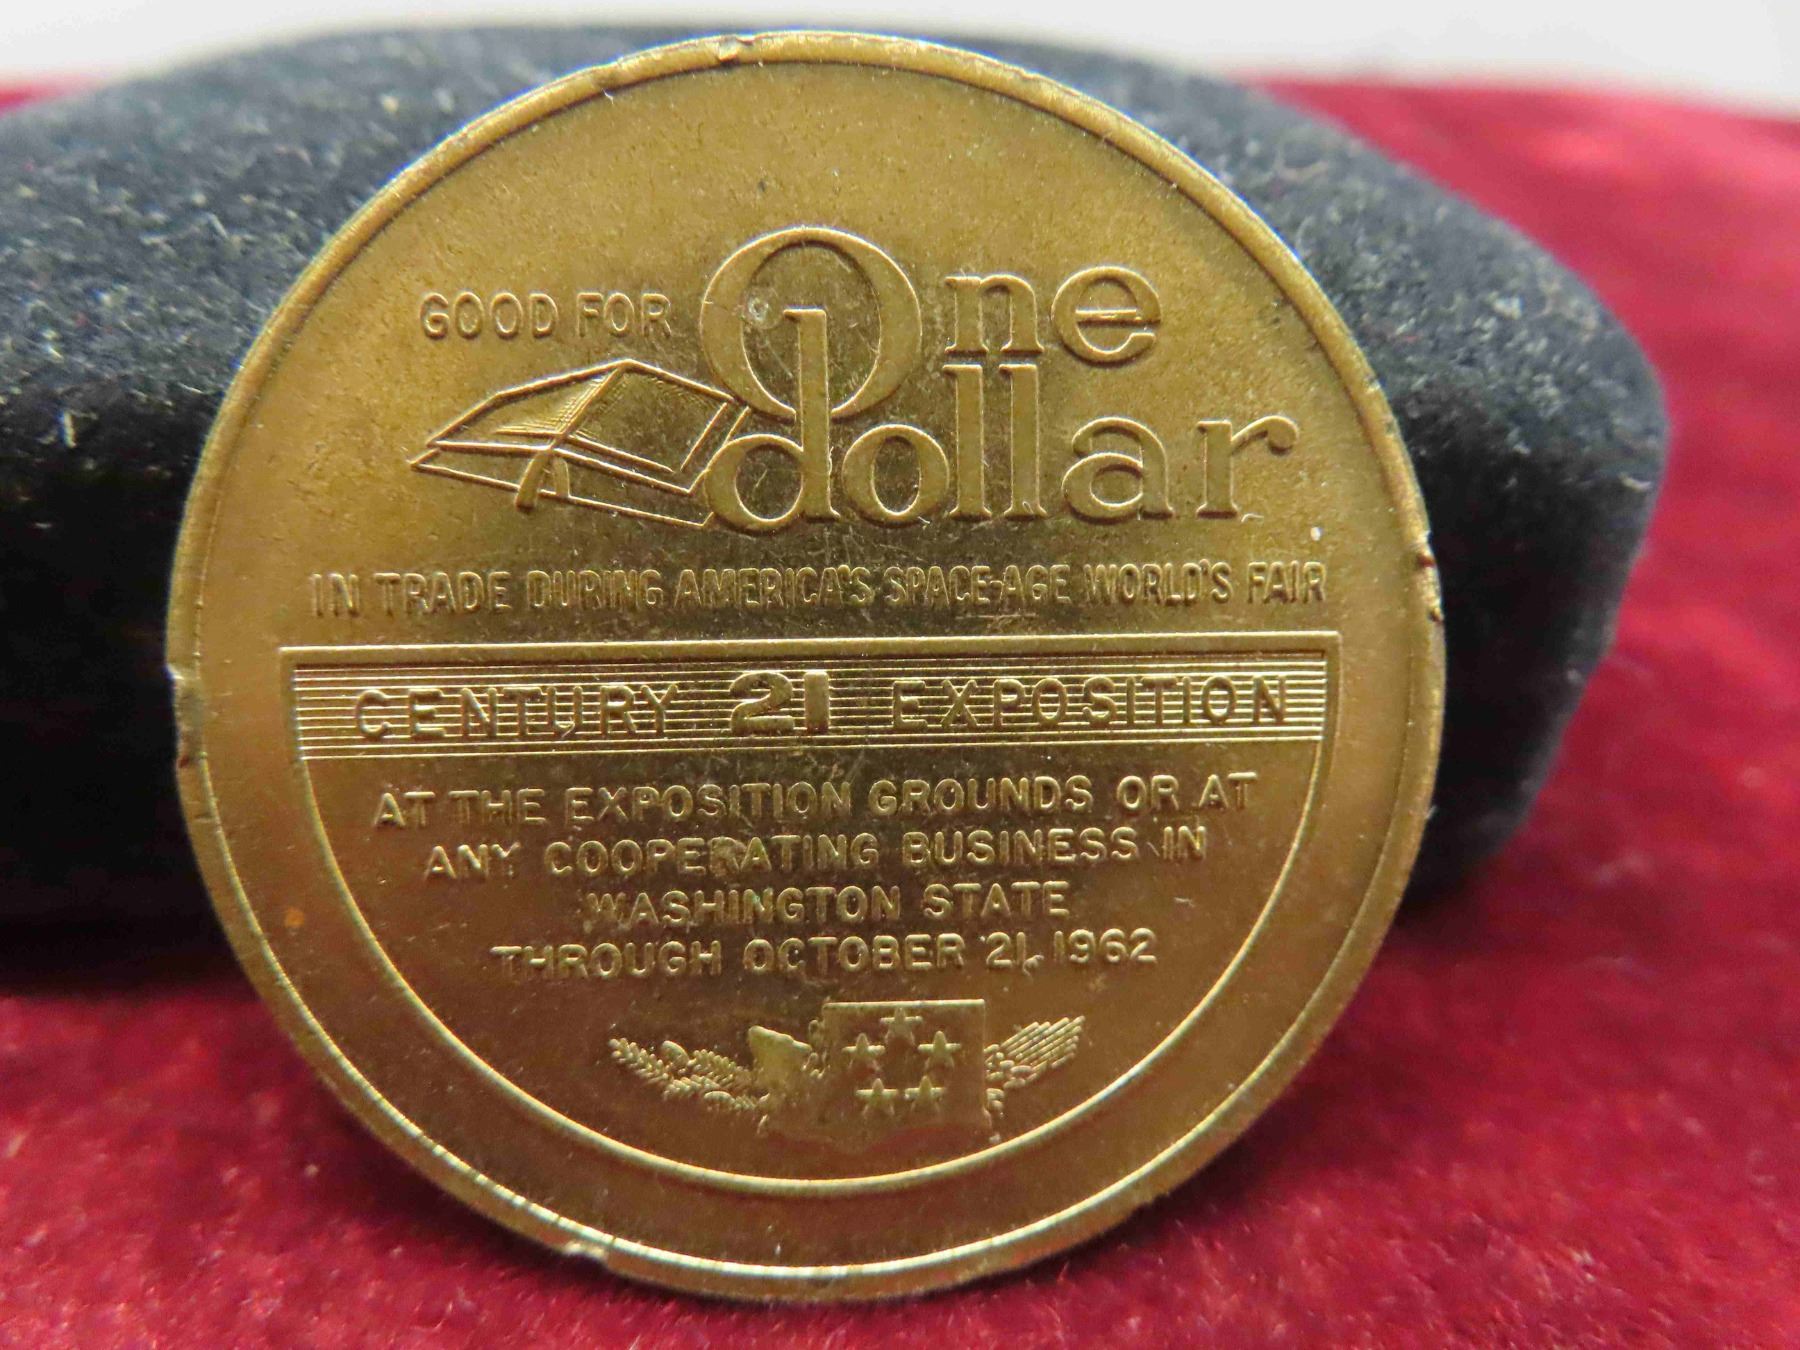 GOOD FOR One
dollar
IN TRADE DURING AMERICA'S SPACE-AGE WORLD'S FAIR
CENTURY 21 EXPOSITION
AT THE EXPOSITION GROUNDS OR AT
ANY COOPERATING BUSINESS IN
WASHINGTON STATE
THROUGH OCTOBER 21, 1962